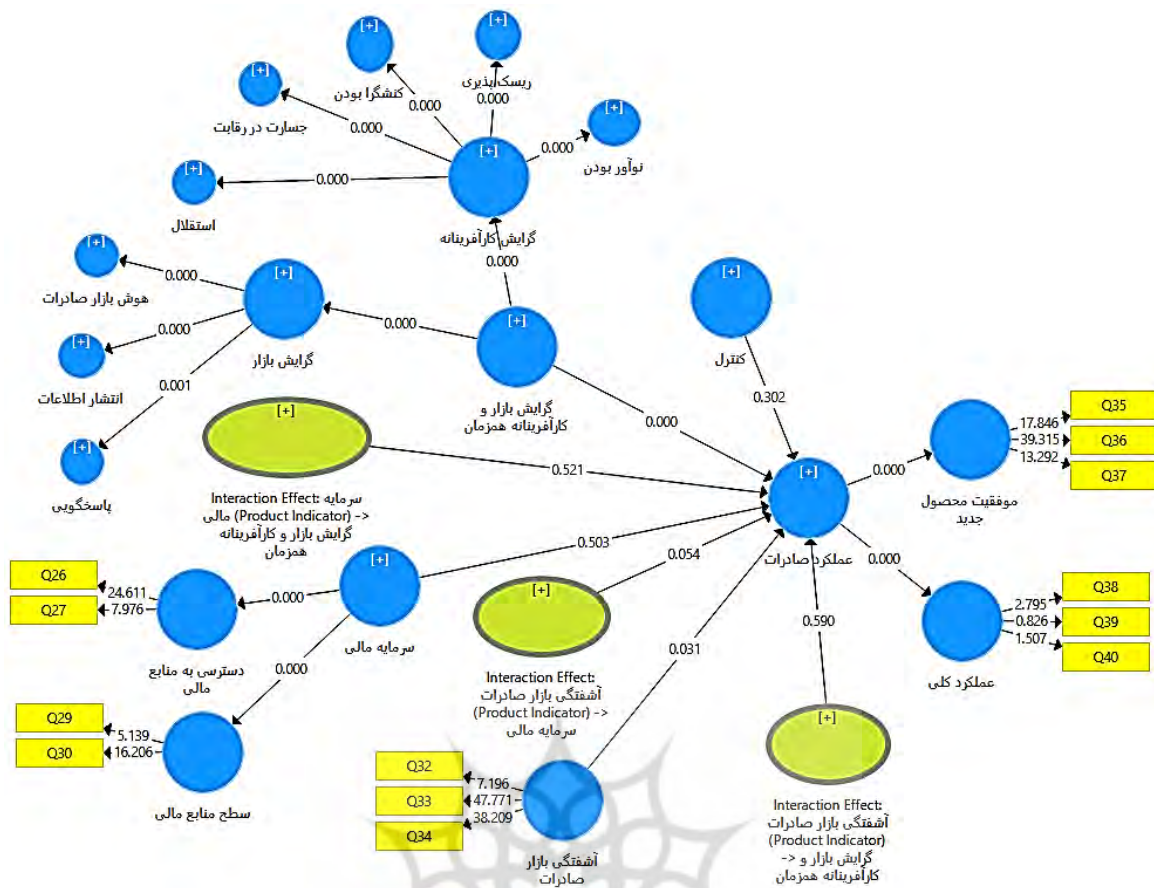 [+]
[+]
ریسک پذیری
[+]
کنشگرا بودن
[+]
جسارت در رقابت
[+]
نوآور بودن
0.000
0.000
0.000
0.000
0.000
[+]
استقلال
[+]
گرایش کارآفرینانه
0.000
[+]
هوش بازار صادرات
0.000
[+]
گرایش بازار
0.000
[+]
انتشار اطلاعات
0.000
0.001
[+]
پاسخگویی
[+]
گرایش بازار و
کارآفرینانه همزمان
0.000
[+]
کنترل
0.302
[+]
Interaction Effect: سرمایه
مالی (Product Indicator) ->
گرایش بازار و کارآفرینانه
همزمان
0.521
[+]
عملکرد صادرات
0.000
موفقیت محصول
جدید
17.846
39.315
13.292
Q35
Q36
Q37
0.000
عملکرد کلی
2.795
0.826
1.507
Q38
Q39
Q40
0.503
[+]
سرمایه مالی
0.000
Q26
Q27
24.611
7.976
دسترسی به منابع
مالی
0.000
Q29
Q30
5.139
16.206
سطح منابع مالی
0.054
[+]
Interaction Effect:
آشفتگی بازار صادرات
(Product Indicator) ->
سرمایه مالی
0.031
Q32
Q33
Q34
7.196
47.771
38.209
آشفتگی بازار
صادرات
0.590
[+]
Interaction Effect:
آشفتگی بازار صادرات
(Product Indicator)
-> گرایش بازار و
کارآفرینانه همزمان